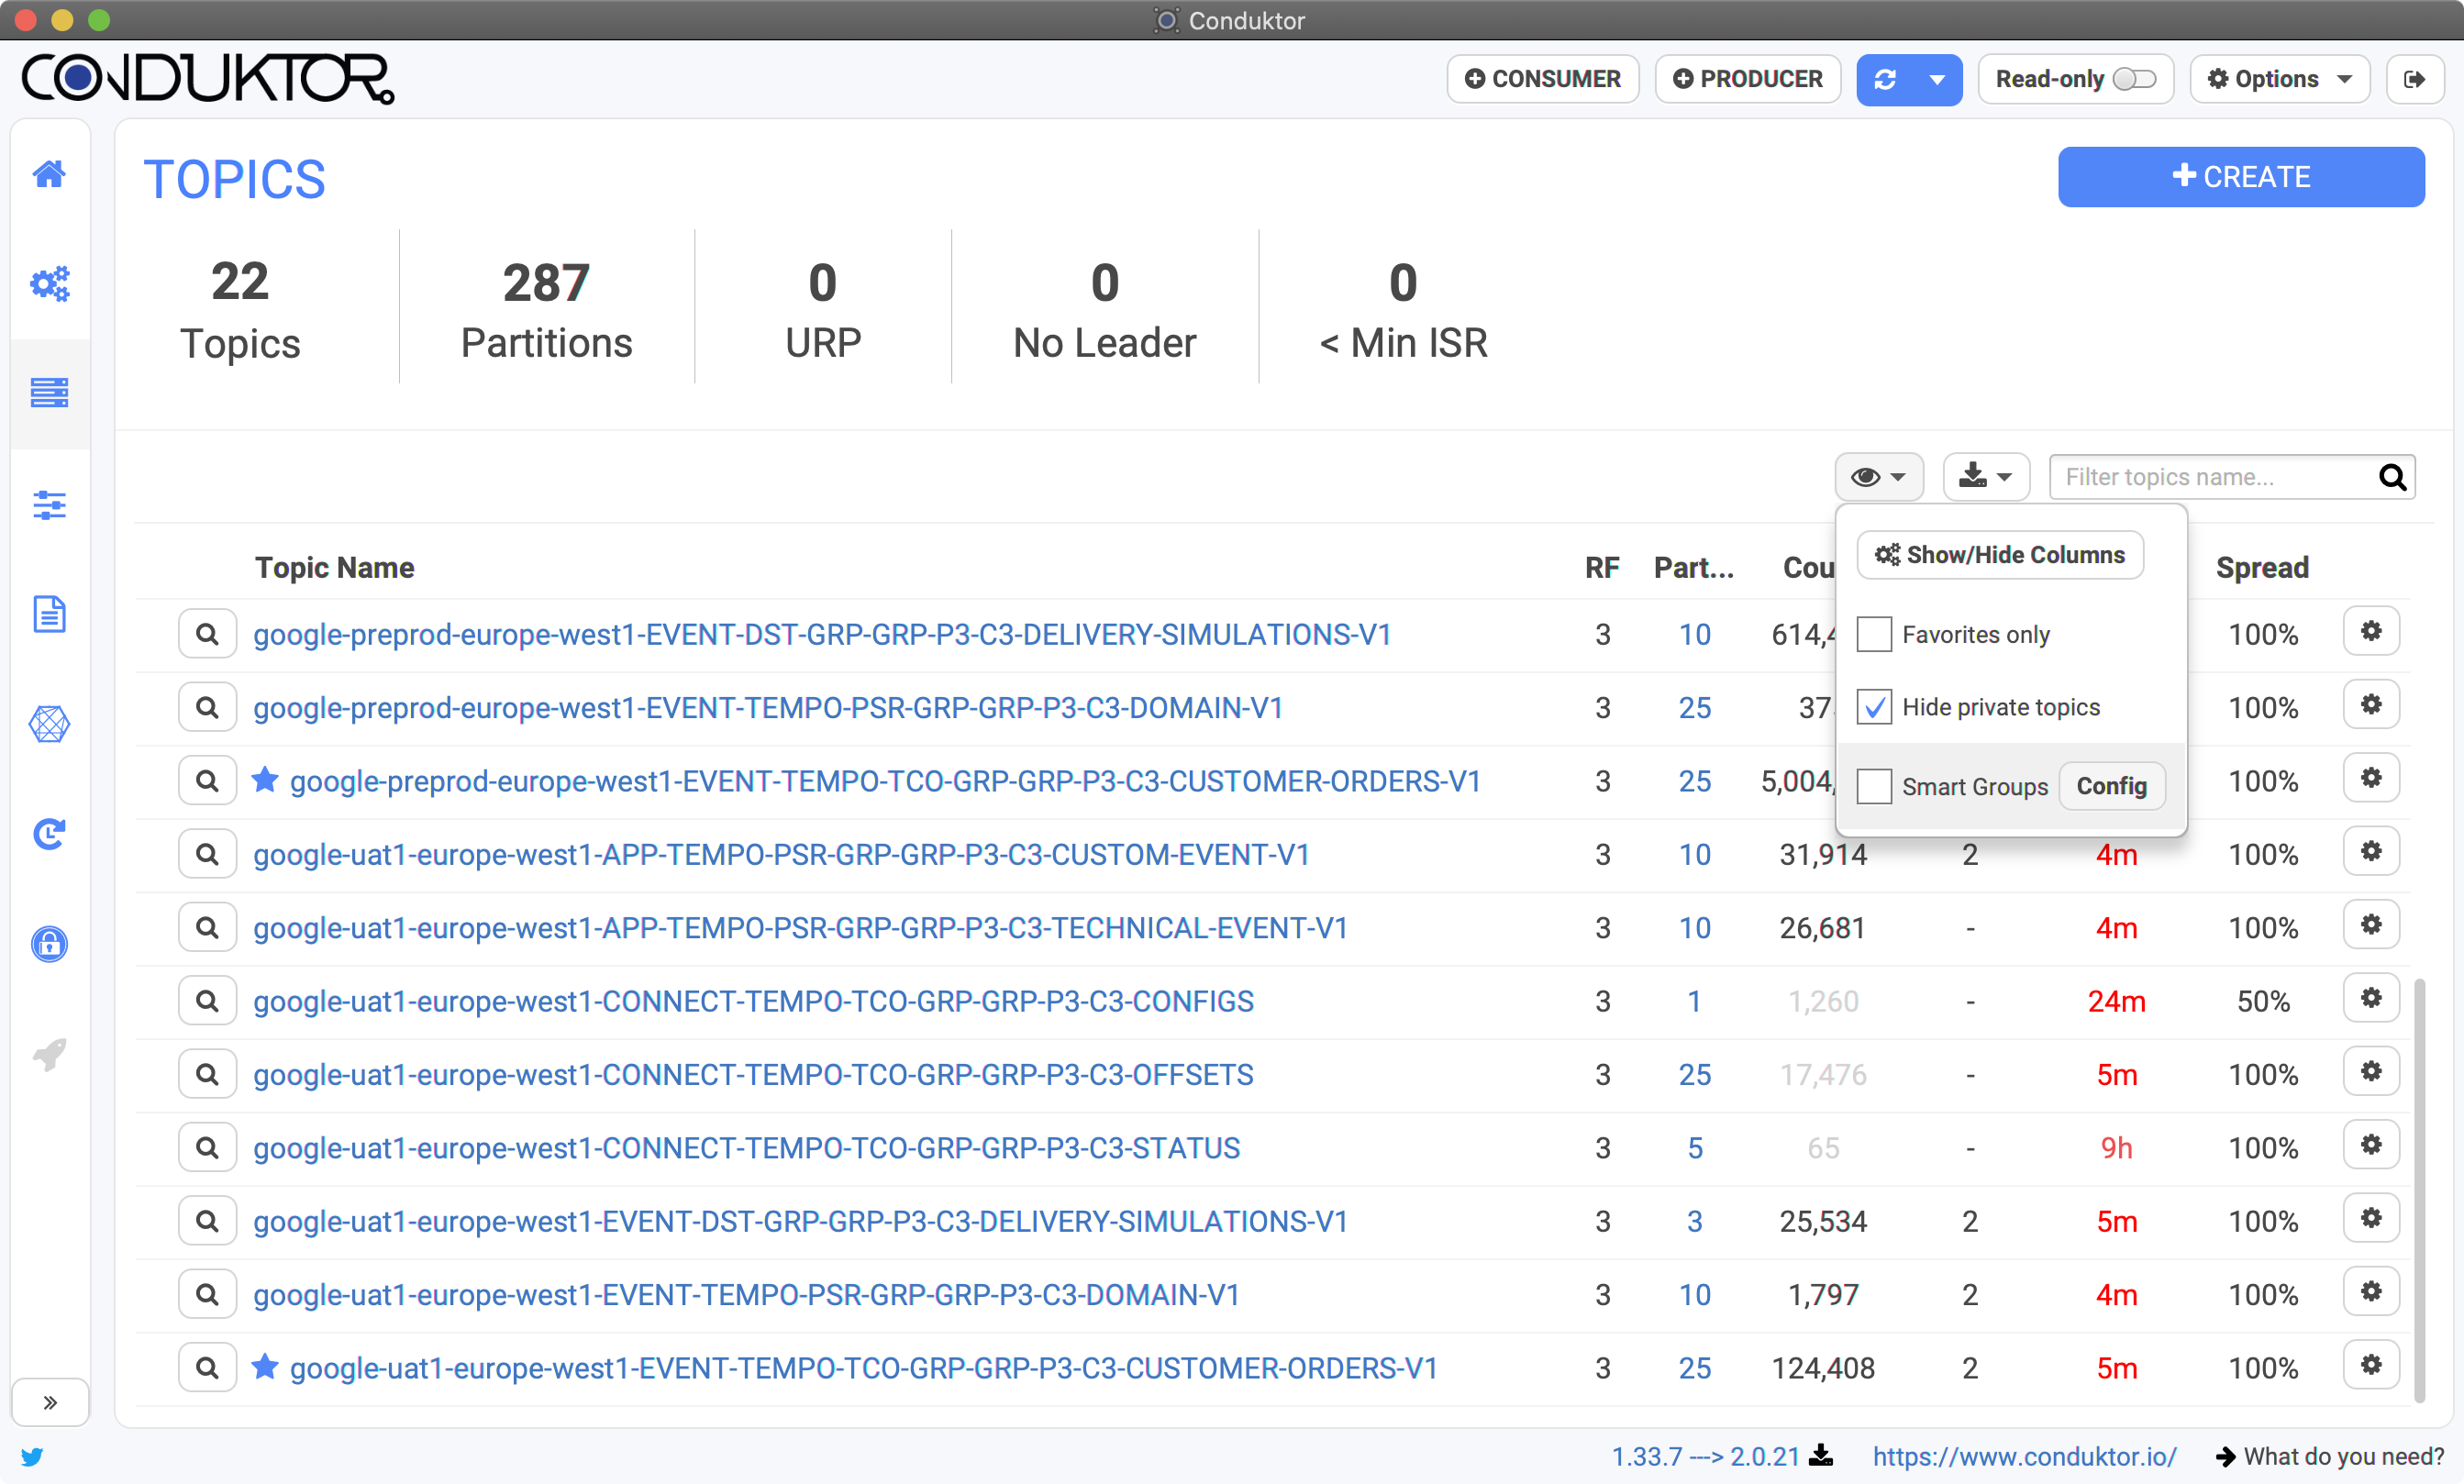 Conduktor
CONDUKTOR
CONSUMER
PRODUCER
Read-only
Options
TOPICS
CREATE
22
Topics
287
Partitions
0
URP
0
No Leader
0
< Min ISR
Filter topics name...
Show/Hide Columns
Favorites only
Hide private topics
Smart Groups
Config
Topic Name RF Part... Cou Spread
google-preprod-europe-west1-EVENT-DST-GRP-GRP-P3-C3-DELIVERY-SIMULATIONS-V1 3 10 614,4 100%
google-preprod-europe-west1-EVENT-TEMPO-PSR-GRP-GRP-P3-C3-DOMAIN-V1 3 25 37 100%
google-preprod-europe-west1-EVENT-TEMPO-TCO-GRP-GRP-P3-C3-CUSTOMER-ORDERS-V1 3 25 5,004, 100%
google-uat1-europe-west1-APP-TEMPO-PSR-GRP-GRP-P3-C3-CUSTOM-EVENT-V1 3 10 31,914 2 4m 100%
google-uat1-europe-west1-APP-TEMPO-PSR-GRP-GRP-P3-C3-TECHNICAL-EVENT-V1 3 10 26,681 - 4m 100%
google-uat1-europe-west1-CONNECT-TEMPO-TCO-GRP-GRP-P3-C3-CONFIGS 3 1 1,260 - 24m 50%
google-uat1-europe-west1-CONNECT-TEMPO-TCO-GRP-GRP-P3-C3-OFFSETS 3 25 17,476 - 5m 100%
google-uat1-europe-west1-CONNECT-TEMPO-TCO-GRP-GRP-P3-C3-STATUS 3 5 65 - 9h 100%
google-uat1-europe-west1-EVENT-DST-GRP-GRP-P3-C3-DELIVERY-SIMULATIONS-V1 3 3 25,534 2 5m 100%
google-uat1-europe-west1-EVENT-TEMPO-PSR-GRP-GRP-P3-C3-DOMAIN-V1 3 10 1,797 2 4m 100%
google-uat1-europe-west1-EVENT-TEMPO-TCO-GRP-GRP-P3-C3-CUSTOMER-ORDERS-V1 3 25 124,408 2 5m 100%
1.33.7 ---> 2.0.21 https://www.conduktor.io/ What do you need?